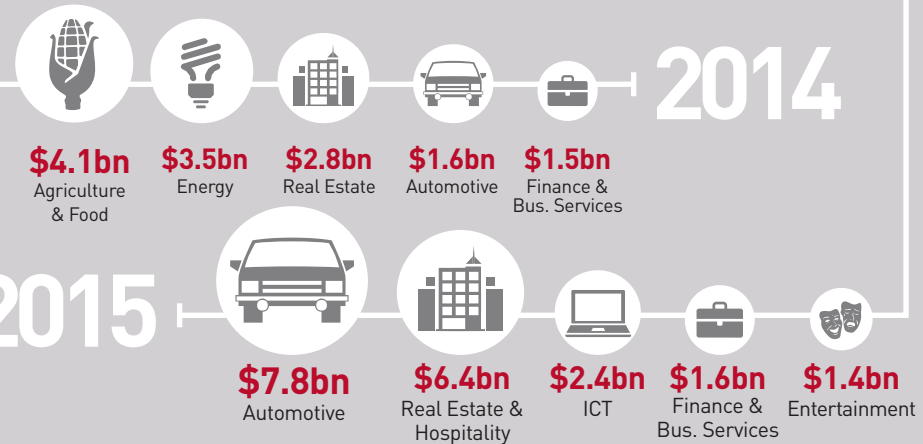 2014
$4.1bn
Agriculture
& Food
$3.5bn
Energy
$2.8bn
Real Estate
$1.6bn
Automotive
$1.5bn
Finance &
Bus. Services
2015
$7.8bn
Automotive
$6.4bn
Real Estate &
Hospitality
$2.4bn
ICT
$1.6bn
Finance &
Bus. Services
$1.4bn
Entertainment